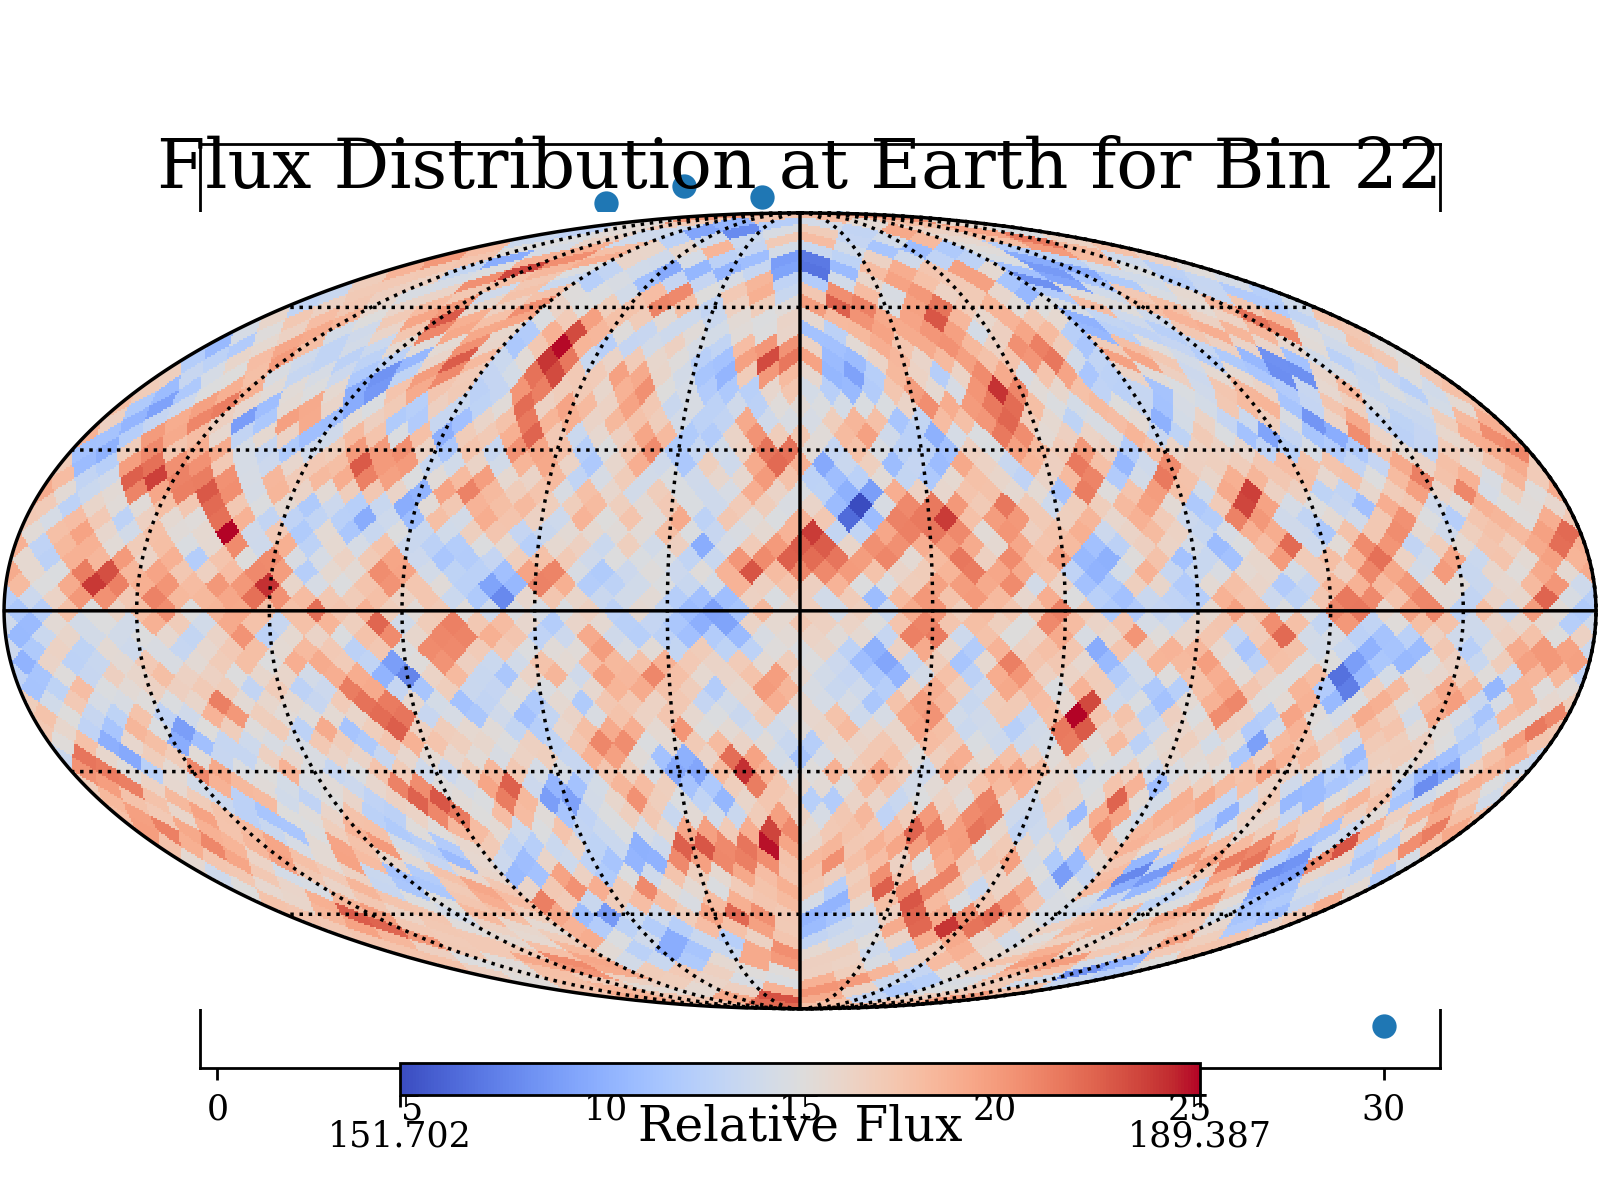 Flux Distribution at Earth for Bin 22
0 5 10 15 20 25 30
Relative Flux
151.702 189.387